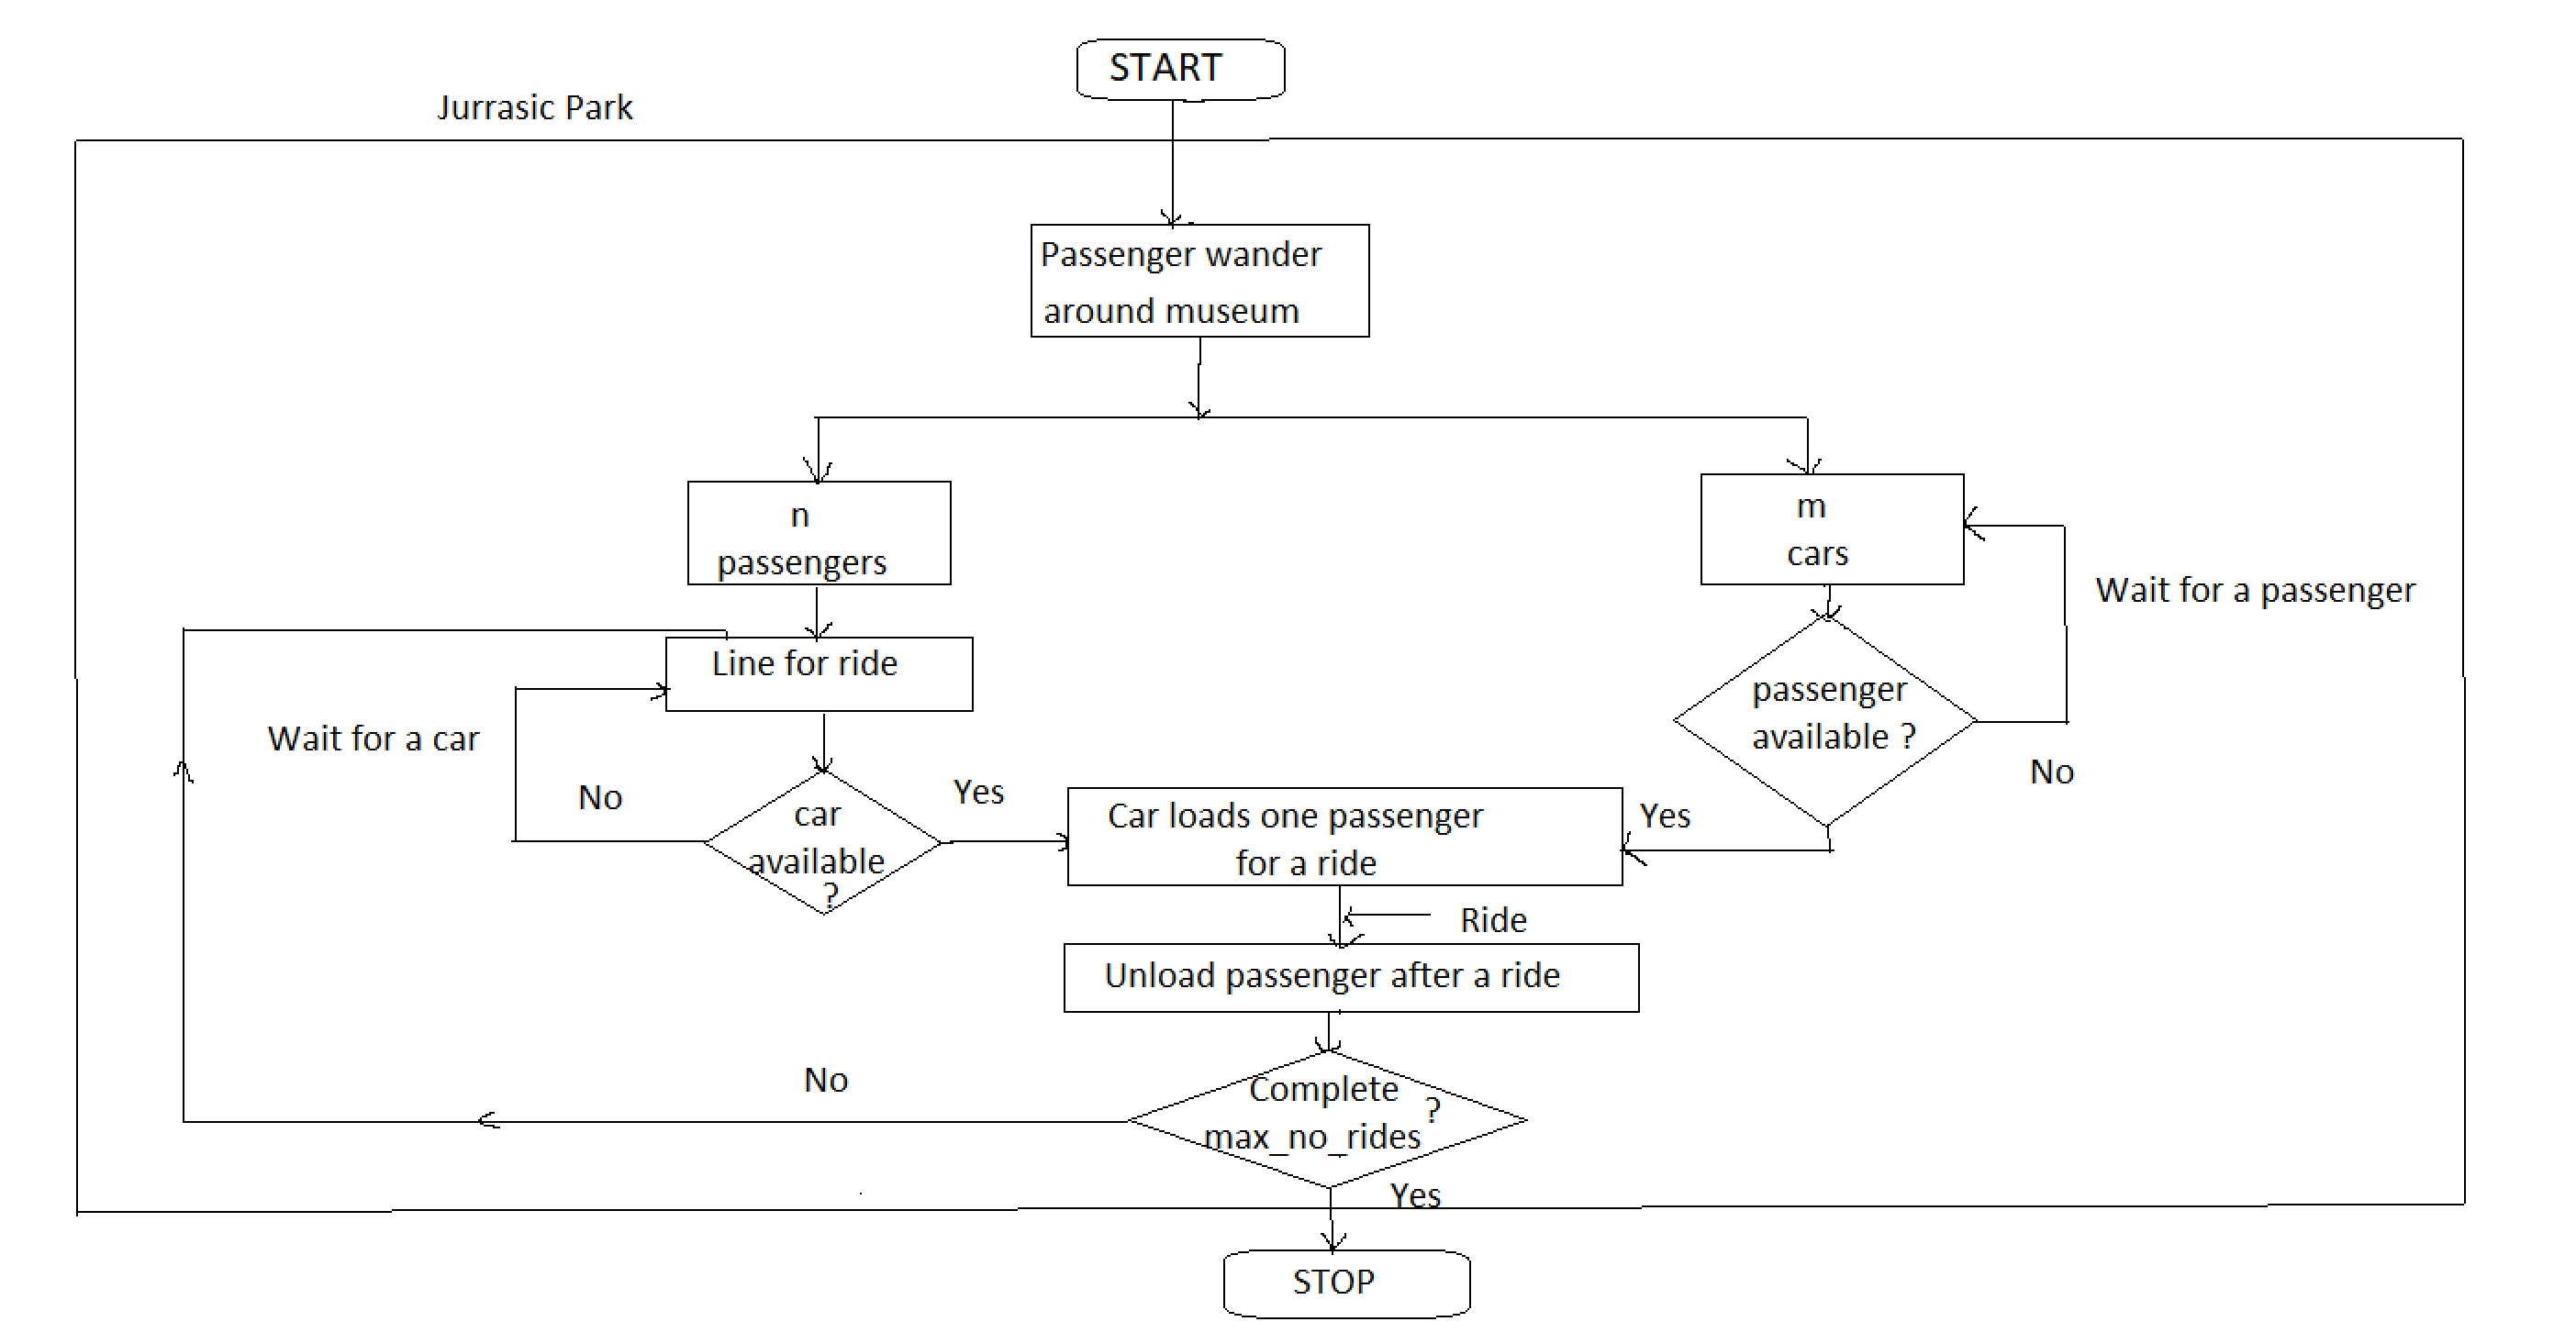 START
Jurrasic Park
Passenger wander
around museum
n
passengers
m
cars
Wait for a passenger
Line for ride
passenger
available ?
Wait for a car
No
No
Yes
car
available
?
Car loads one passenger
for a ride
Yes
Ride
Unload passenger after a ride
No
Complete
max_no_rides ?
Yes
STOP